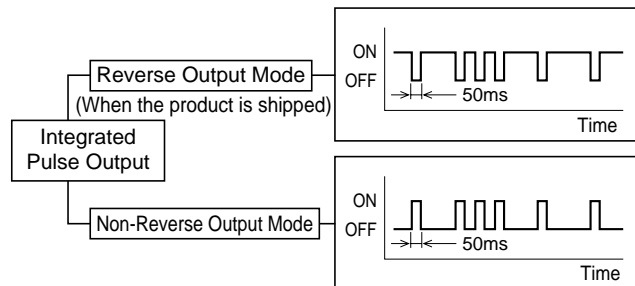 Integrated
Pulse Output
Reverse Output Mode
(When the product is shipped)
ON
OFF
50ms
Time
Non-Reverse Output Mode
ON
OFF
50ms
Time